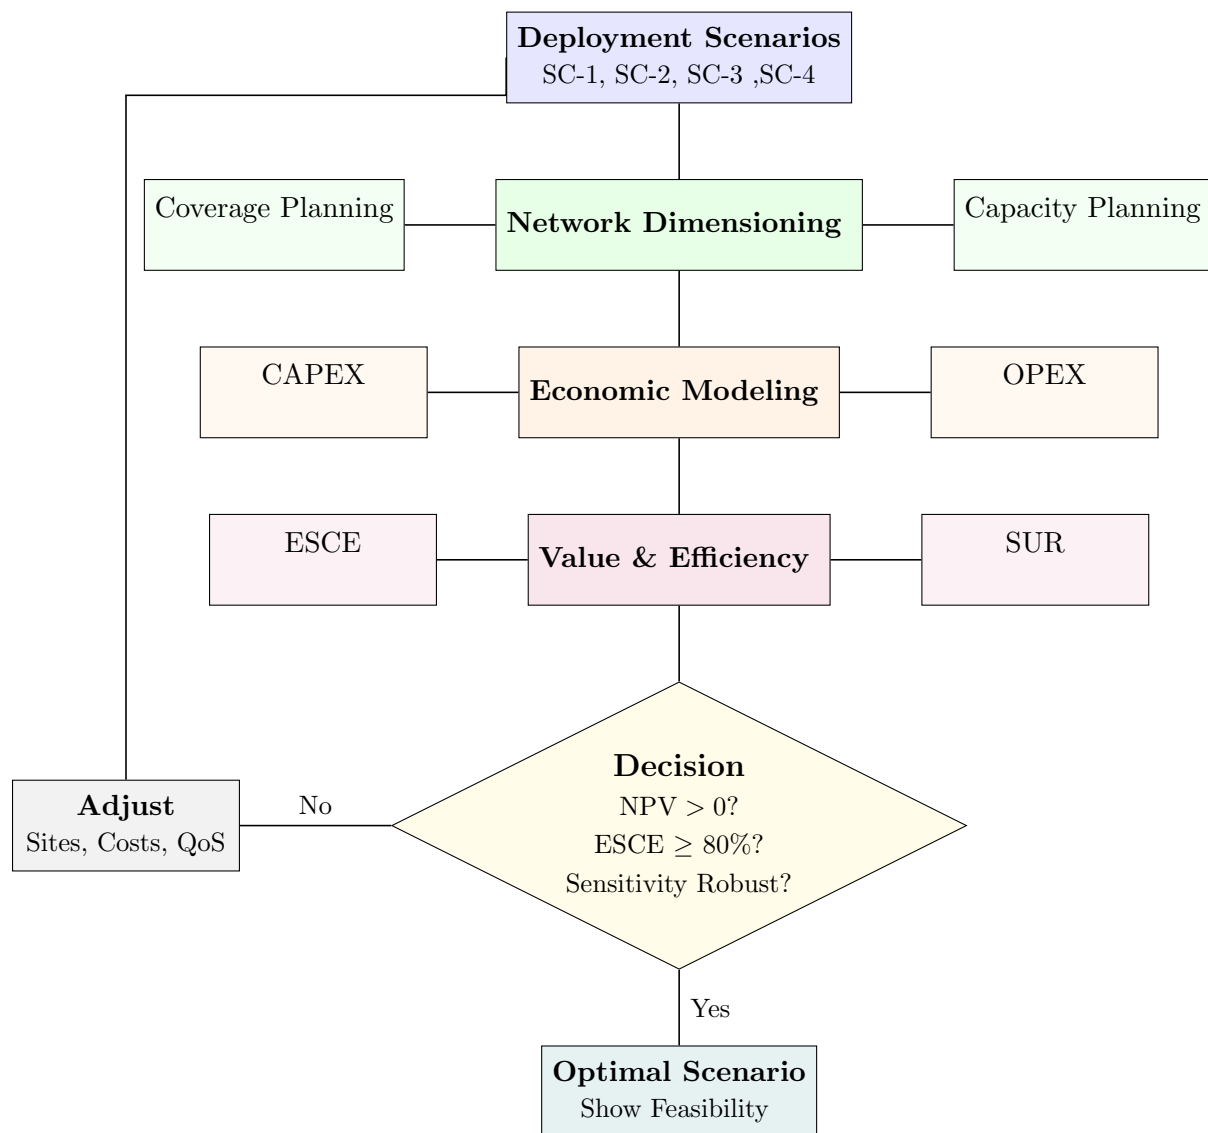 Deployment Scenarios
SC-1, SC-2, SC-3 ,SC-4
Coverage Planning
Network Dimensioning
Capacity Planning
CAPEX
Economic Modeling
OPEX
ESCE
Value & Efficiency
SUR
Decision
NPV > 0?
ESCE ≥ 80%?
Sensitivity Robust?
No
Adjust
Sites, Costs, QoS
Yes
Optimal Scenario
Show Feasibility